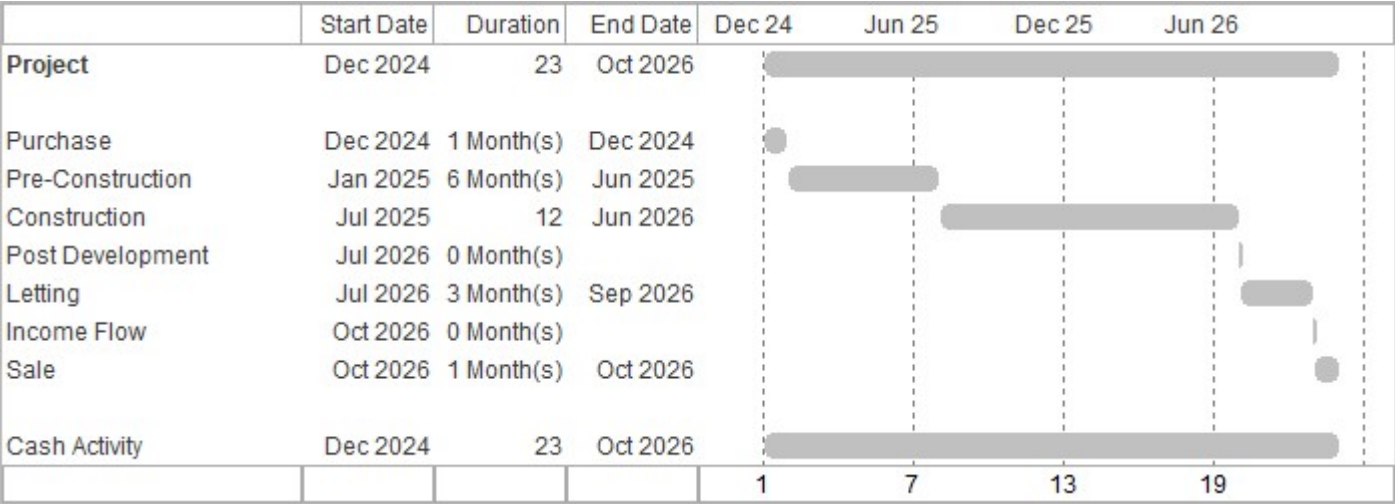 Start Date Duration End Date Dec 24 Jun 25 Dec 25 Jun 26
Project Dec 2024 23 Oct 2026
Purchase Dec 2024 1 Month(s) Dec 2024
Pre-Construction Jan 2025 6 Month(s) Jun 2025
Construction Jul 2025 12 Jun 2026
Post Development Jul 2026 0 Month(s)
Letting Jul 2026 3 Month(s) Sep 2026
Income Flow Oct 2026 0 Month(s)
Sale Oct 2026 1 Month(s) Oct 2026
Cash Activity Dec 2024 23 Oct 2026
1 7 13 19